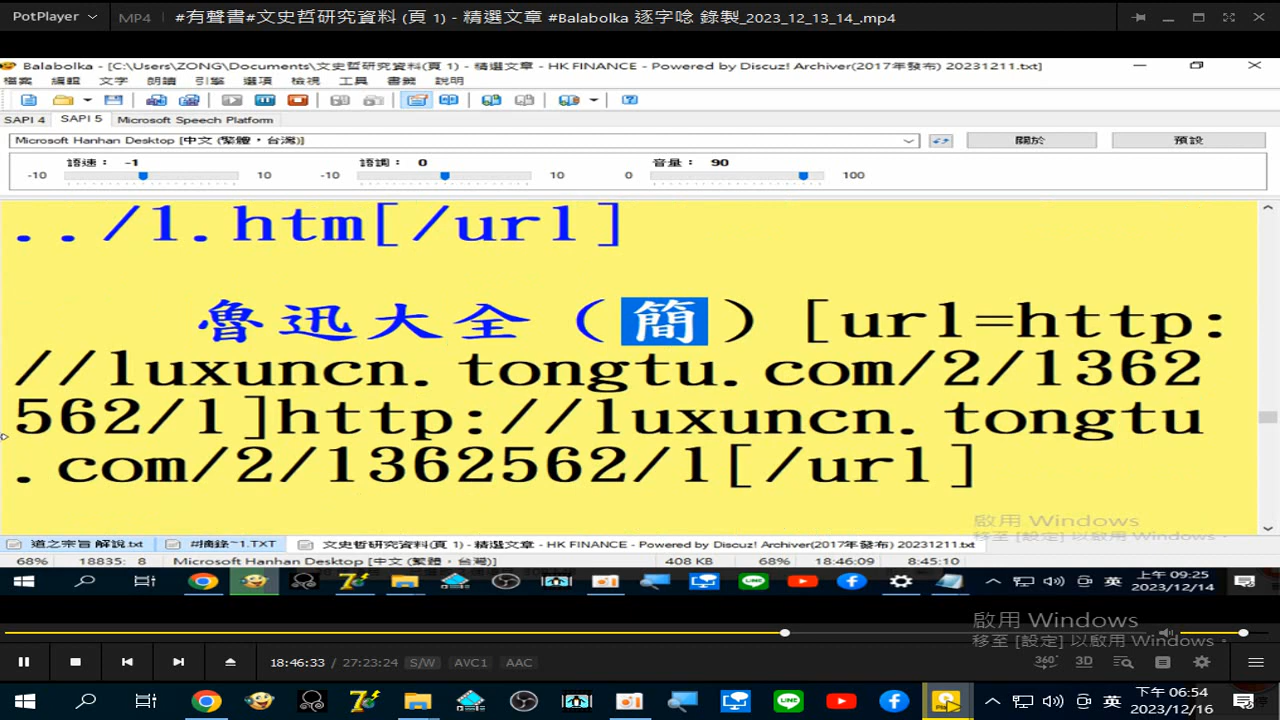 PotPlayer MP4 #有聲書#文史哲研究資料 (頁 1) - 精選文章 #Balabolka 逐字唸 錄製_2023_12_13_14_.mp4
Balabolka - [C:\Users\ZONG\Documents\文史哲研究資料(頁 1) - 精選文章 - HK FINANCE - Powered by Discuz! Archiver(2017年發布) 20231211.txt]
檔案 編輯 文字 朗讀 引擎 選項 檢視 工具 書籤 說明
SAPI 4 SAPI 5 Microsoft Speech Platform
Microsoft Hanhan Desktop [中文 (繁體，台灣)] 關於 預設
語速： -1 語調： 0 音量： 90
-10 10 -10 10 0 100
../1.htm[/url]
魯迅大全（簡）[url=http:
//luxuncn.tongtu.com/2/1362
562/1]http://luxuncn.tongtu
.com/2/1362562/1[/url]
啟用 Windows
移至 [設定] 以啟用 Windows。
道之宗旨 解說.txt #摘錄~1.TXT 文史哲研究資料(頁 1) - 精選文章 - HK FINANCE - Powered by Discuz! Archiver(2017年發布) 20231211.txt
68% 18835: 8 Microsoft Hanhan Desktop [中文 (繁體，台灣)] 408 KB 68% 18:46:09 8:45:10
英 上午 09:25
2023/12/14
啟用 Windows
移至 [設定] 以啟用 Windows。
18:46:33 / 27:23:24 S/W AVC1 AAC 360° 3D
英 下午 06:54
2023/12/16